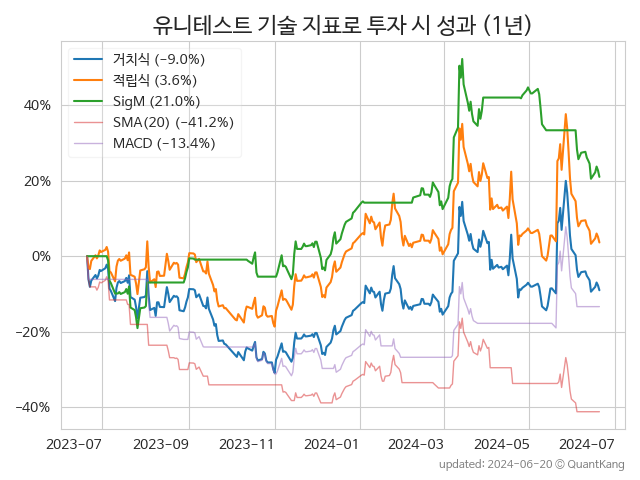 유니테스트 기술 지표로 투자 시 성과 (1년)
거치식 (−9.0%)
적립식 (3.6%)
SigM (21.0%)
SMA(20) (−41.2%)
MACD (−13.4%)
40%
20%
0%
−20%
−40%
2023−07 2023−09 2023−11 2024−01 2024−03 2024−05 2024−07
updated: 2024−06−20 © QuantKang